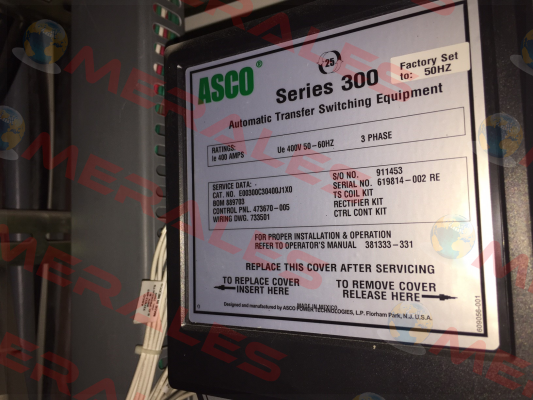 ASCO®
25
Series 300
Factory Set
to: 50HZ
Automatic Transfer Switching Equipment
RATINGS:
Ie 400 AMPS Ue 400V 50-60HZ 3 PHASE
SERVICE DATA: -
CAT. NO. E00300C30400J1XD
BOM 809703
CONTROL PNL. 473670-005
WIRING DWG. 733501
S/O NO. 911453
SERIAL NO. 619814-002 RE
TS COIL KIT
RECTIFIER KIT
CTRL CONT KIT
FOR PROPER INSTALLATION & OPERATION
REFER TO OPERATOR'S MANUAL 381333-331
REPLACE THIS COVER AFTER SERVICING
TO REPLACE COVER
INSERT HERE
TO REMOVE COVER
RELEASE HERE
MADE IN MEXICO
Designed and manufactured by ASCO POWER TECHNOLOGIES, L.P. Florham Park, N.J. U.S.A.
MERALES
MERALES
MERALES